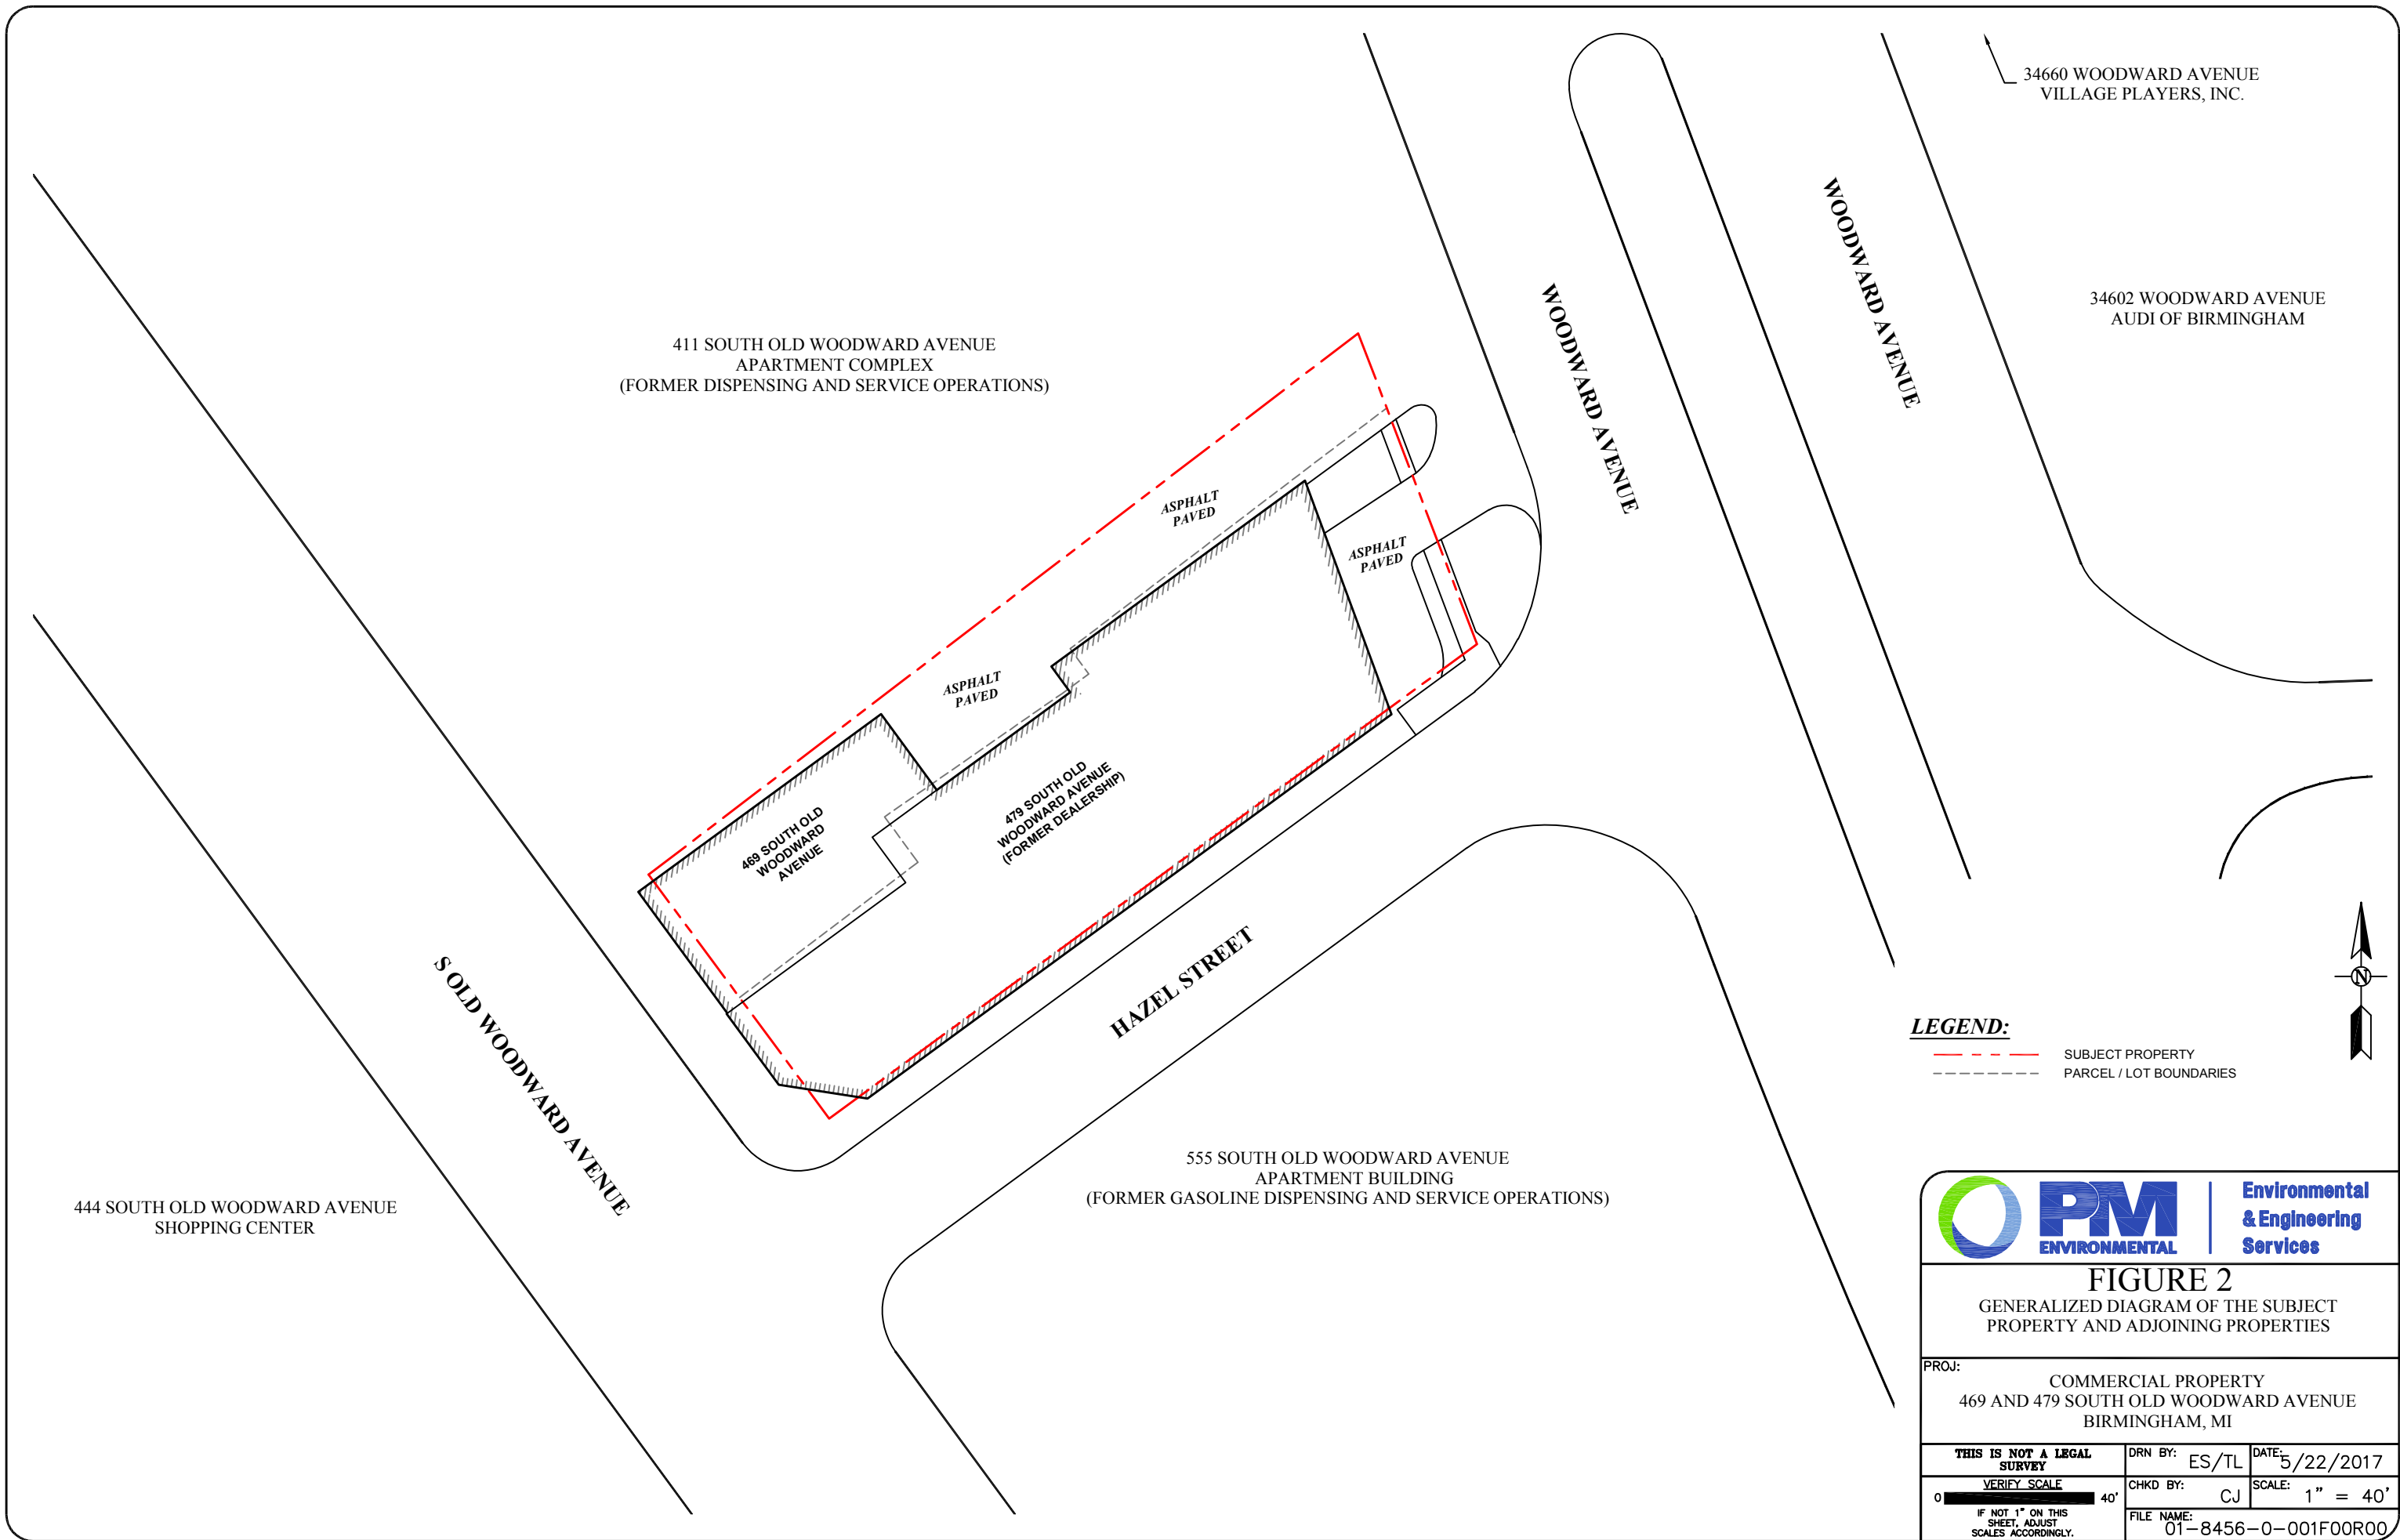 34660 WOODWARD AVENUE
VILLAGE PLAYERS, INC.
WOODWARD AVENUE
34602 WOODWARD AVENUE
AUDI OF BIRMINGHAM
WOODWARD AVENUE
411 SOUTH OLD WOODWARD AVENUE
APARTMENT COMPLEX
(FORMER DISPENSING AND SERVICE OPERATIONS)
ASPHALT
PAVED
ASPHALT
PAVED
ASPHALT
PAVED
469 SOUTH OLD
WOODWARD
AVENUE
479 SOUTH OLD
WOODWARD AVENUE
(FORMER DEALERSHIP)
HAZEL STREET
S OLD WOODWARD AVENUE
444 SOUTH OLD WOODWARD AVENUE
SHOPPING CENTER
555 SOUTH OLD WOODWARD AVENUE
APARTMENT BUILDING
(FORMER GASOLINE DISPENSING AND SERVICE OPERATIONS)
N
LEGEND:
SUBJECT PROPERTY
PARCEL / LOT BOUNDARIES
PM
ENVIRONMENTAL
Environmental
& Engineering
Services
FIGURE 2
GENERALIZED DIAGRAM OF THE SUBJECT
PROPERTY AND ADJOINING PROPERTIES
PROJ:
COMMERCIAL PROPERTY
469 AND 479 SOUTH OLD WOODWARD AVENUE
BIRMINGHAM, MI
THIS IS NOT A LEGAL
SURVEY
DRN BY: ES/TL
DATE: 5/22/2017
VERIFY SCALE
0 40'
IF NOT 1" ON THIS
SHEET, ADJUST
SCALES ACCORDINGLY.
CHKD BY: CJ
SCALE: 1" = 40'
FILE NAME:
01-8456-0-001F00R00